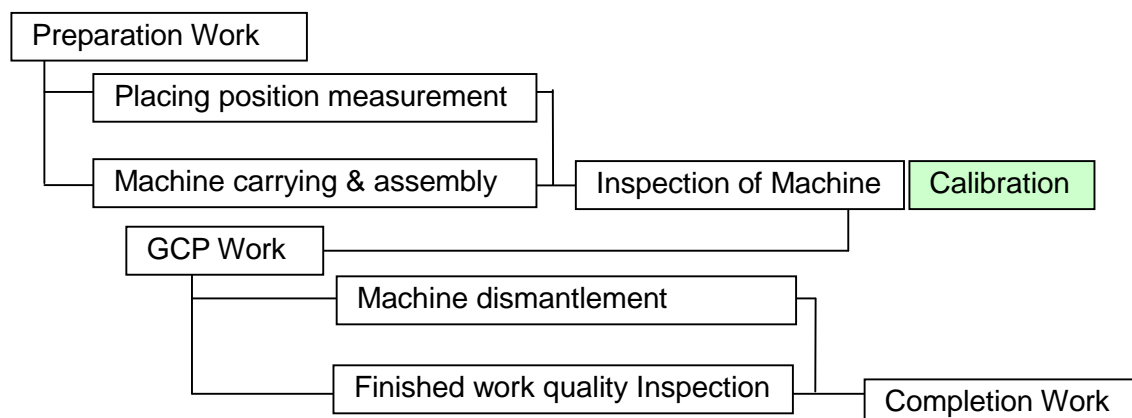 Preparation Work
Placing position measurement
Machine carrying & assembly
Inspection of Machine
Calibration
GCP Work
Machine dismantlement
Finished work quality Inspection
Completion Work